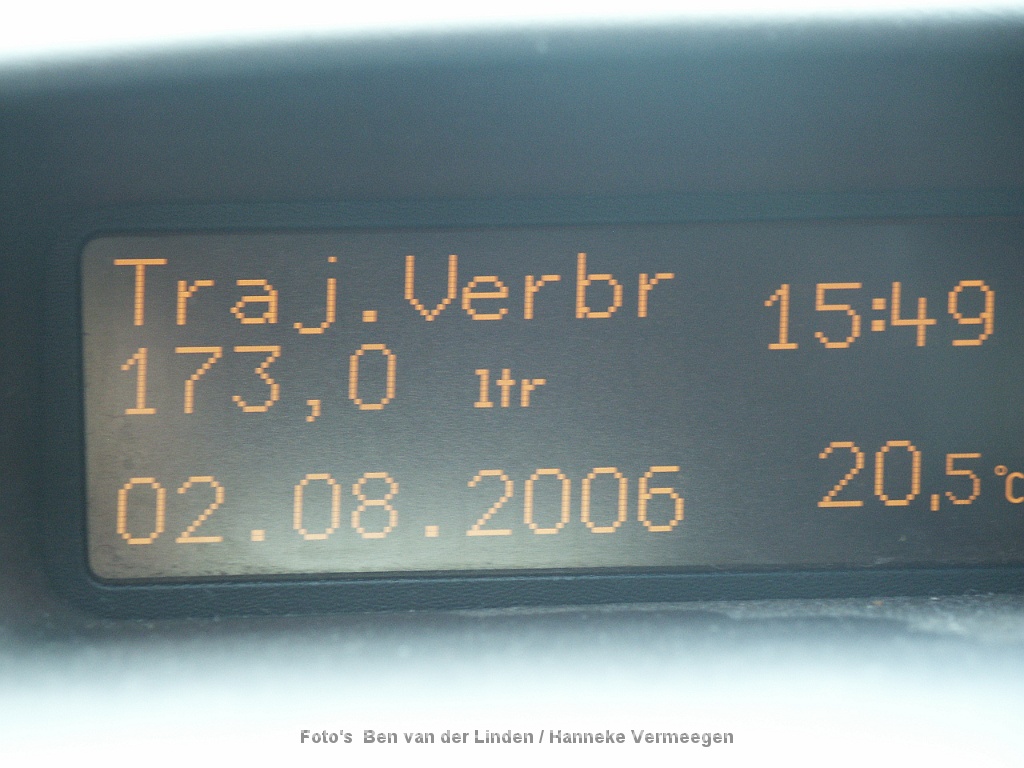 Traj.Verbr 15:49
173,0 ltr
02.08.2006 20,5°C
Foto's Ben van der Linden / Hanneke Vermeegen